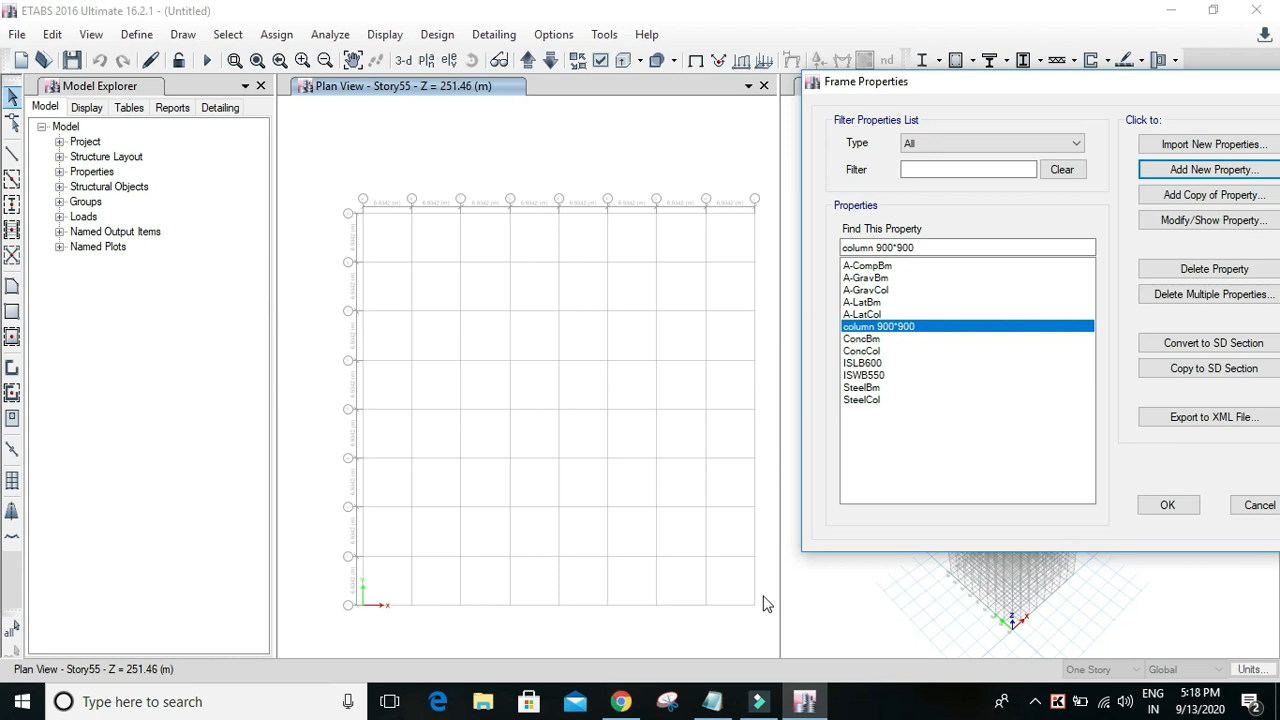 ETABS 2016 Ultimate 16.2.1 - (Untitled)
File Edit View Define Draw Select Assign Analyze Display Design Detailing Options Tools Help
3-d nd
Model Explorer
Model Display Tables Reports Detailing
Model
Project
Structure Layout
Properties
Structural Objects
Groups
Loads
Named Output Items
Named Plots
Plan View - Story55 - Z = 251.46 (m)
X
Frame Properties
Filter Properties List
Type All
Filter Clear
Properties
Find This Property
column 900*900
A-CompBm
A-GravBm
A-GravCol
A-LatBm
A-LatCol
column 900*900
ConcBm
ConcCol
ISLB600
ISWB550
SteelBm
SteelCol
Click to:
Import New Properties...
Add New Property...
Add Copy of Property...
Modify/Show Property...
Delete Property
Delete Multiple Properties...
Convert to SD Section
Copy to SD Section
Export to XML File...
OK Cancel
Z X
all
Plan View - Story55 - Z = 251.46 (m)
One Story Global Units...
Type here to search
ENG
IN
5:18 PM
9/13/2020
2